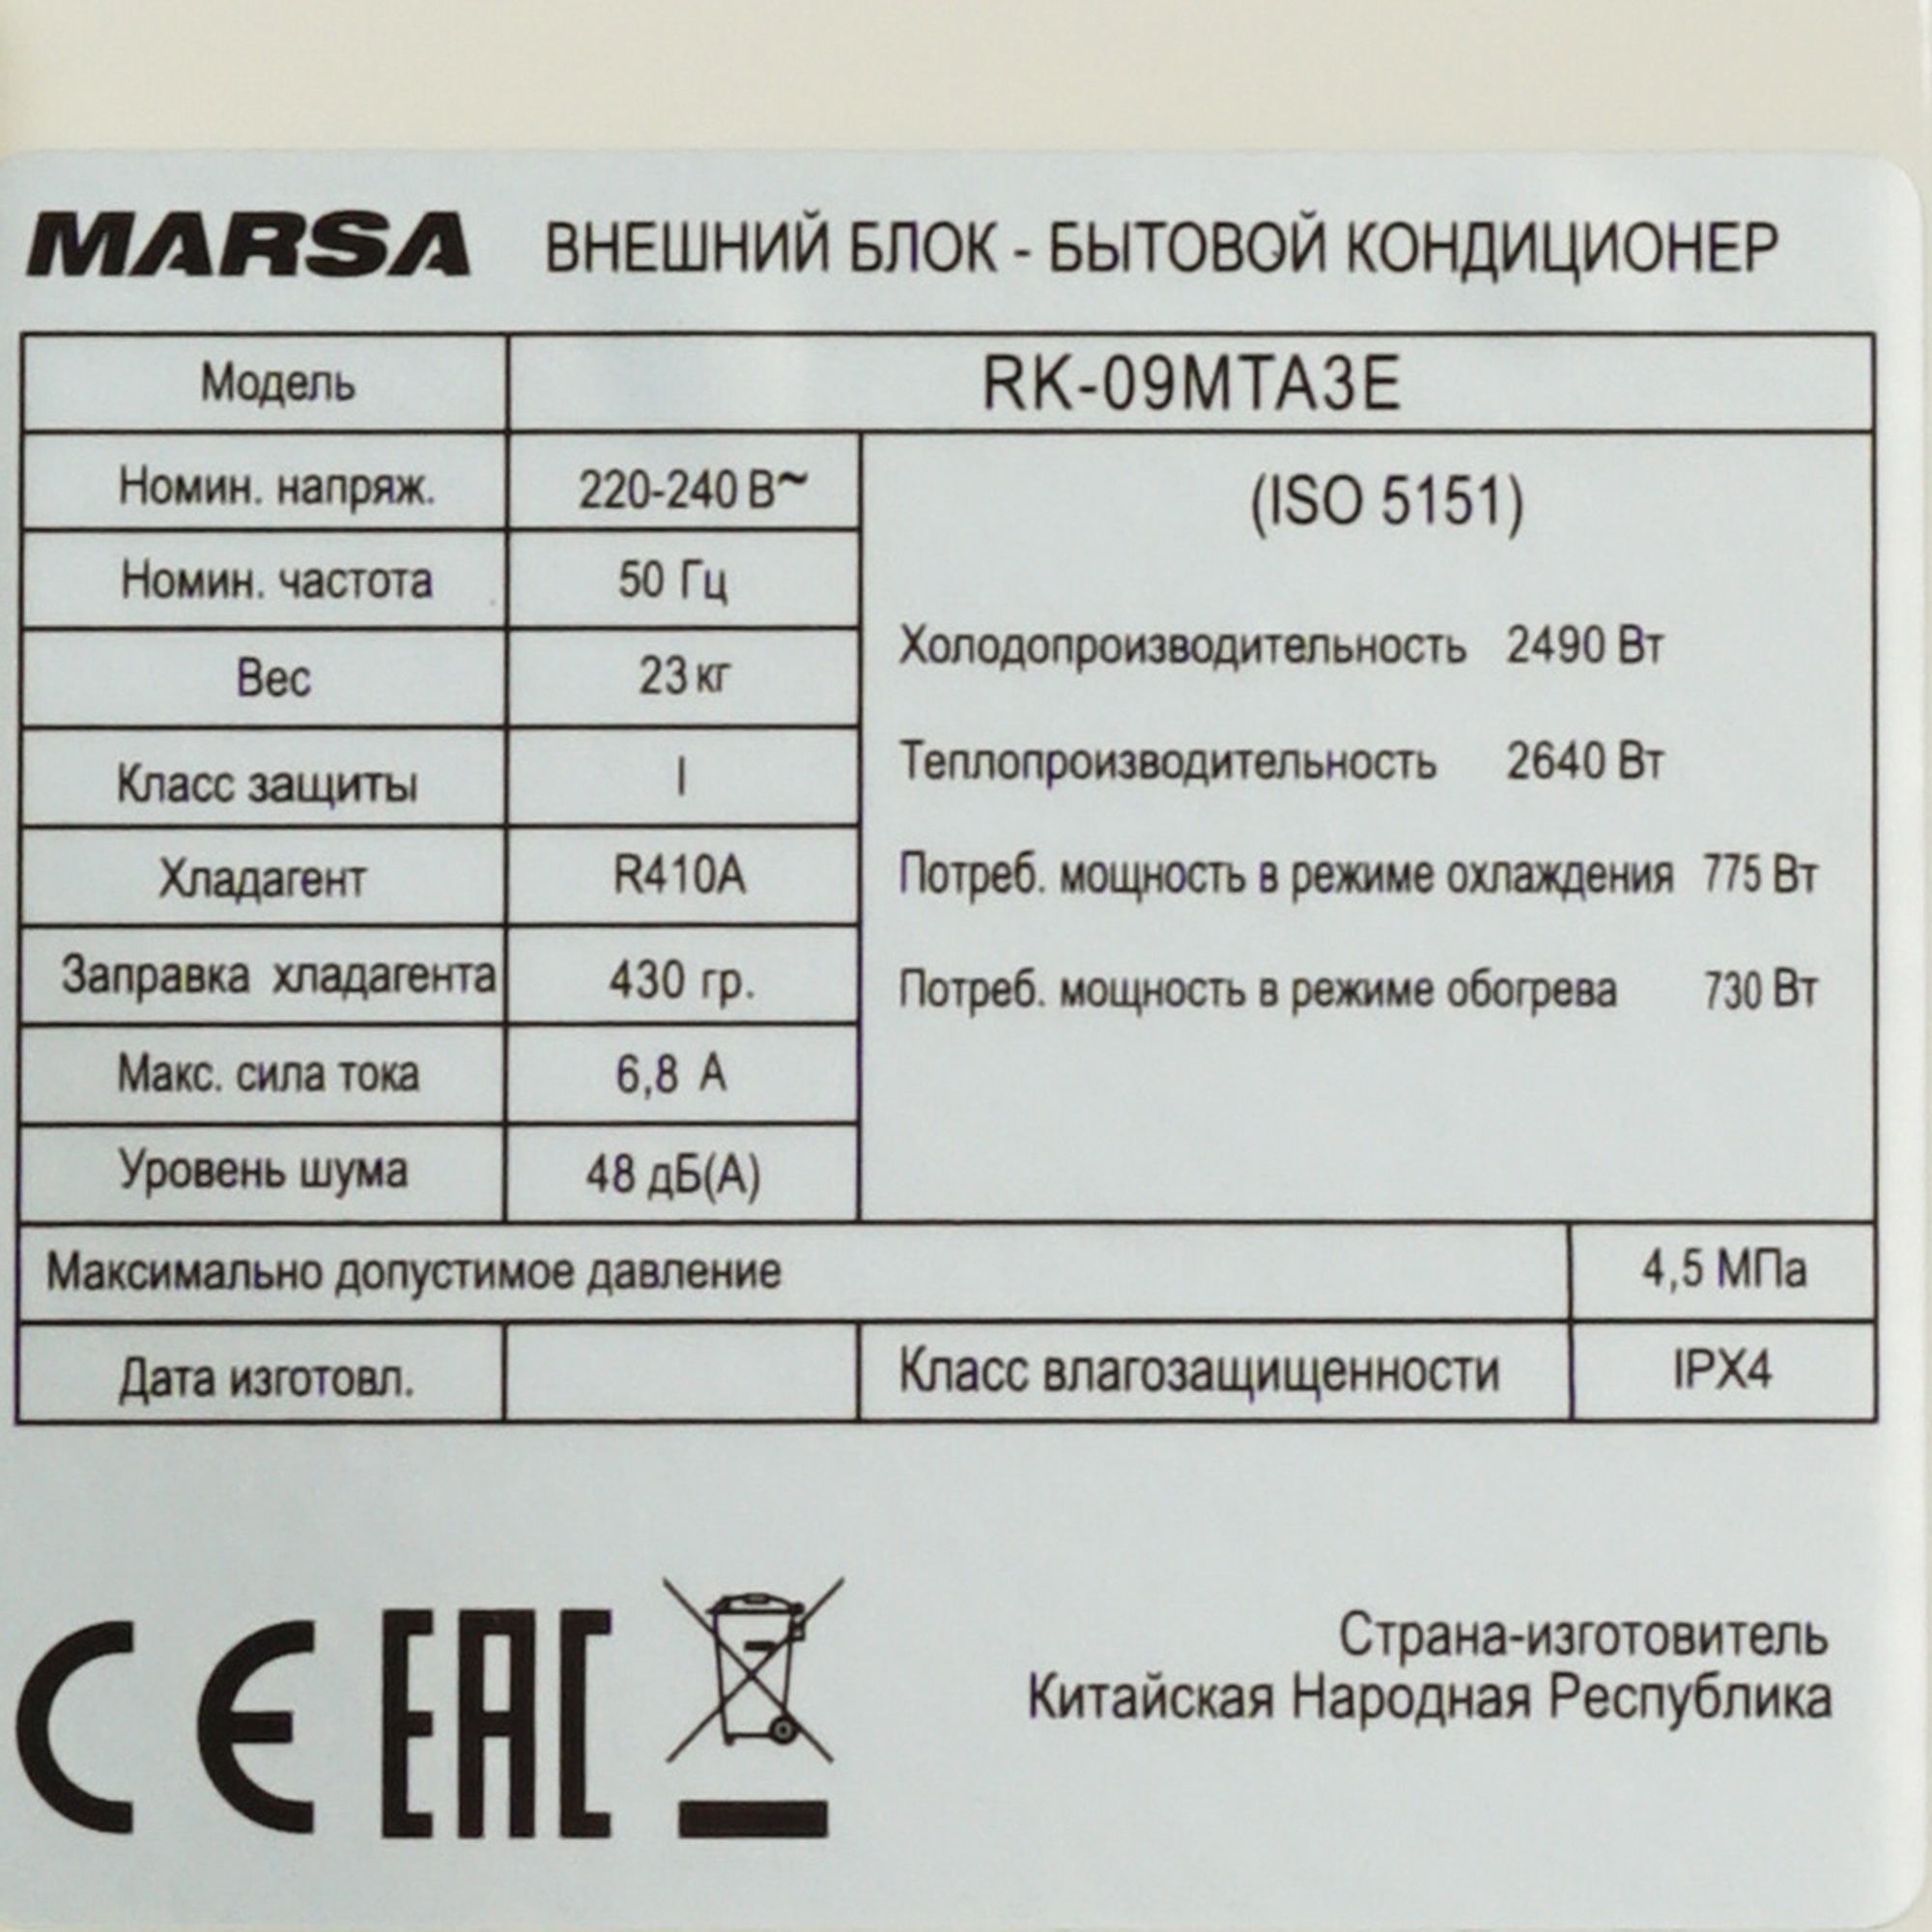 MARSA ВНЕШНИЙ БЛОК - БЫТОВОЙ КОНДИЦИОНЕР
Модель RK-09MTA3E
Номин. напряж. 220-240 В~
Номин. частота 50 Гц
Вес 23 кг
Класс защиты I
Хладагент R410A
Заправка хладагента 430 гр.
Макс. сила тока 6,8 А
Уровень шума 48 дБ(А)
(ISO 5151)
Холодопроизводительность 2490 Вт
Теплопроизводительность 2640 Вт
Потреб. мощность в режиме охлаждения 775 Вт
Потреб. мощность в режиме обогрева 730 Вт
Максимально допустимое давление 4,5 МПа
Дата изготовл. Класс влагозащищенности IPX4
CE EAC
Страна-изготовитель
Китайская Народная Республика